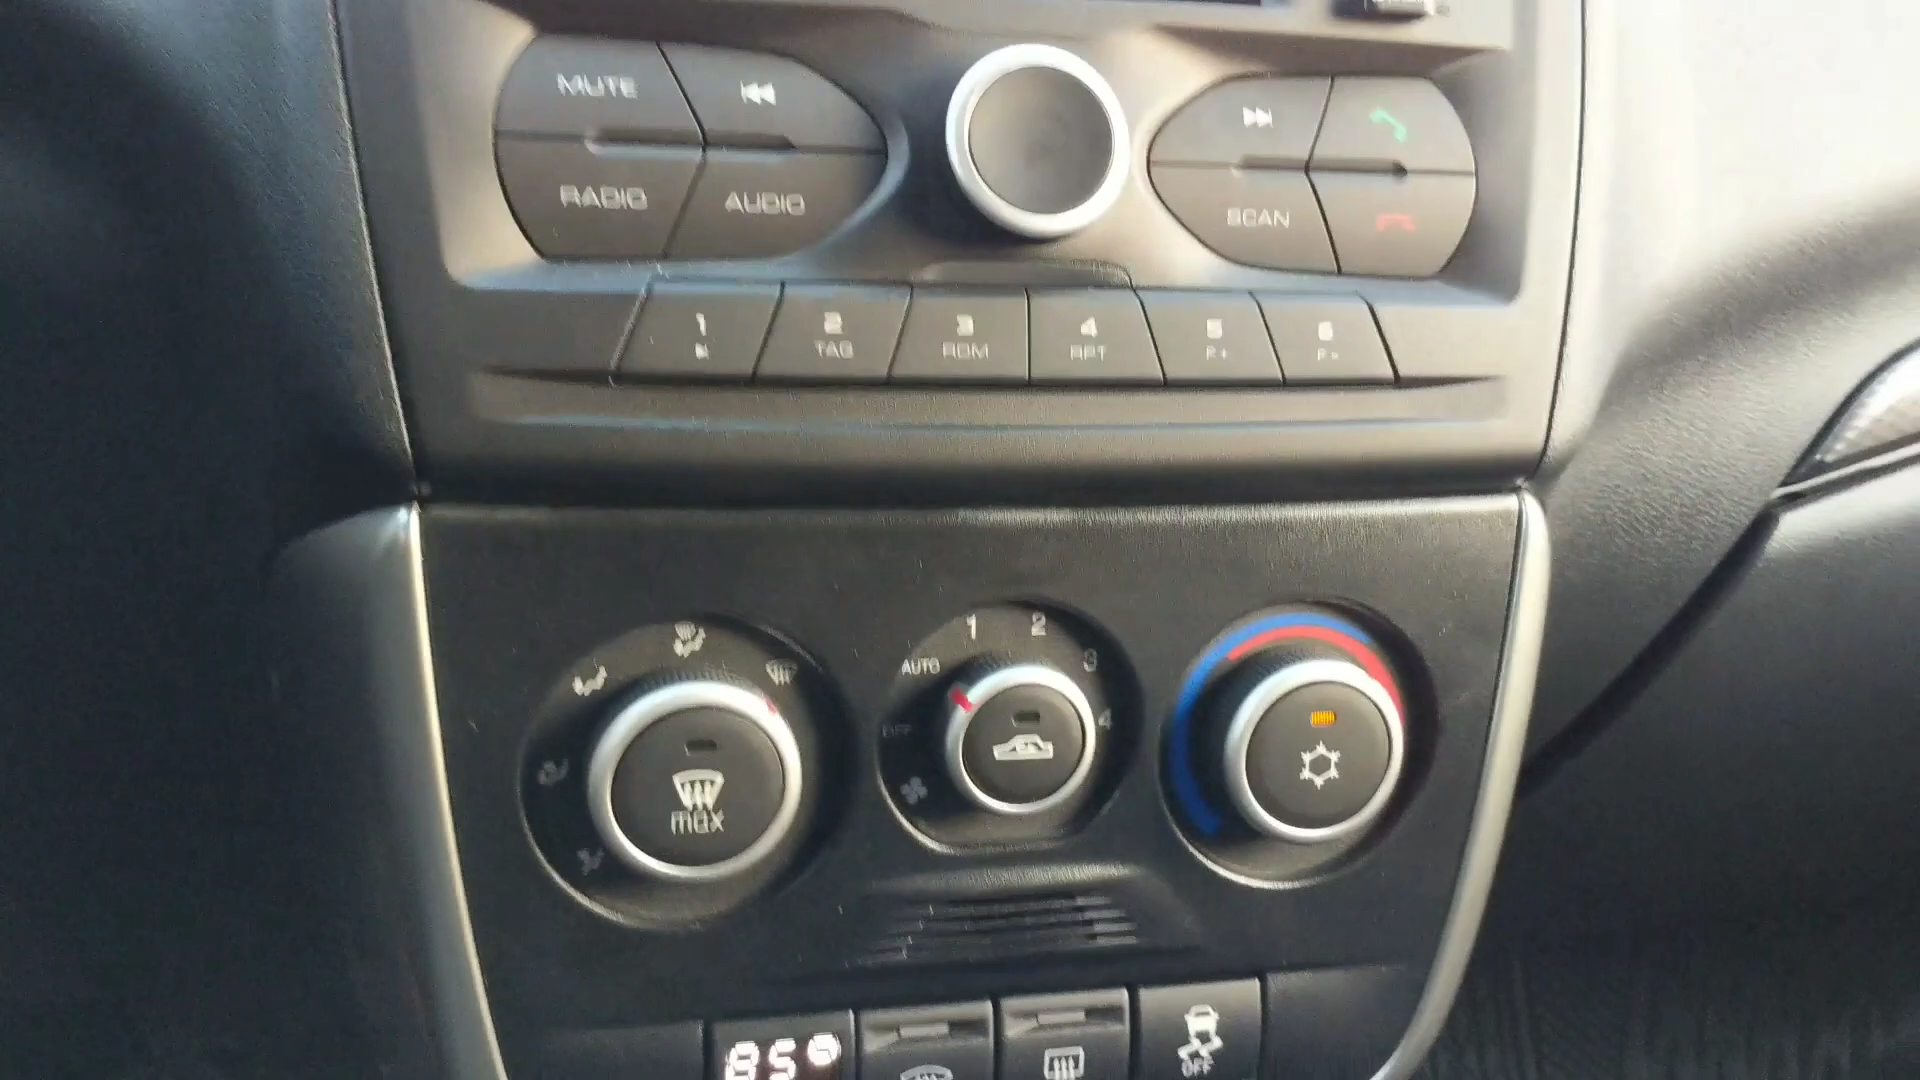 MUTE
RADIO
AUDIO
SCAN
1
2
TAG
3
RDM
4
RPT
5
F+
6
F-
AUTO
1
2
3
4
OFF
max
OFF